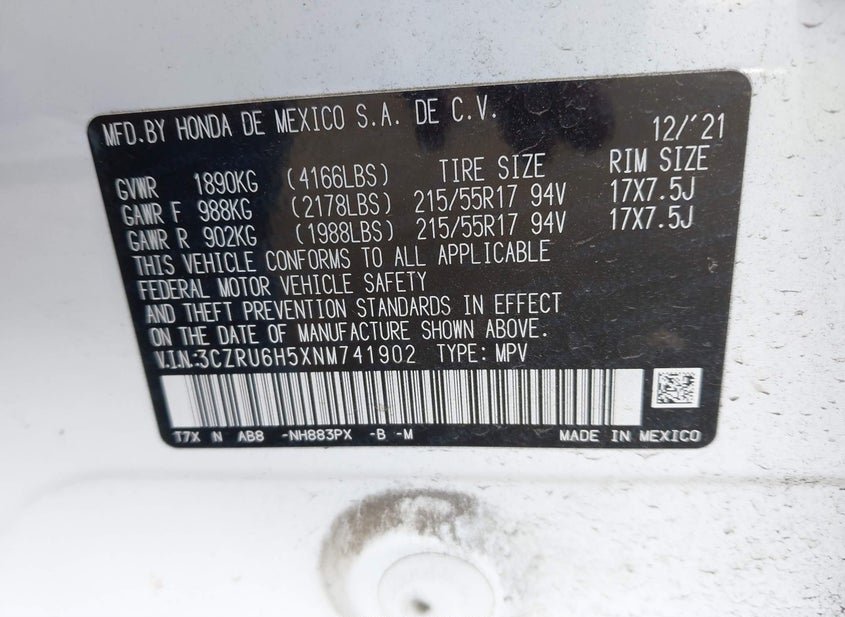 MFD.BY HONDA DE MEXICO S.A. DE C.V. 12/'21
GVWR 1890KG (4166LBS) TIRE SIZE RIM SIZE
GAWR F 988KG (2178LBS) 215/55R17 94V 17X7.5J
GAWR R 902KG (1988LBS) 215/55R17 94V 17X7.5J
THIS VEHICLE CONFORMS TO ALL APPLICABLE
FEDERAL MOTOR VEHICLE SAFETY
AND THEFT PREVENTION STANDARDS IN EFFECT
ON THE DATE OF MANUFACTURE SHOWN ABOVE.
V.I.N.:3CZRU6H5XNM741902 TYPE: MPV
T7X N AB8 -NH883PX -B -M MADE IN MEXICO